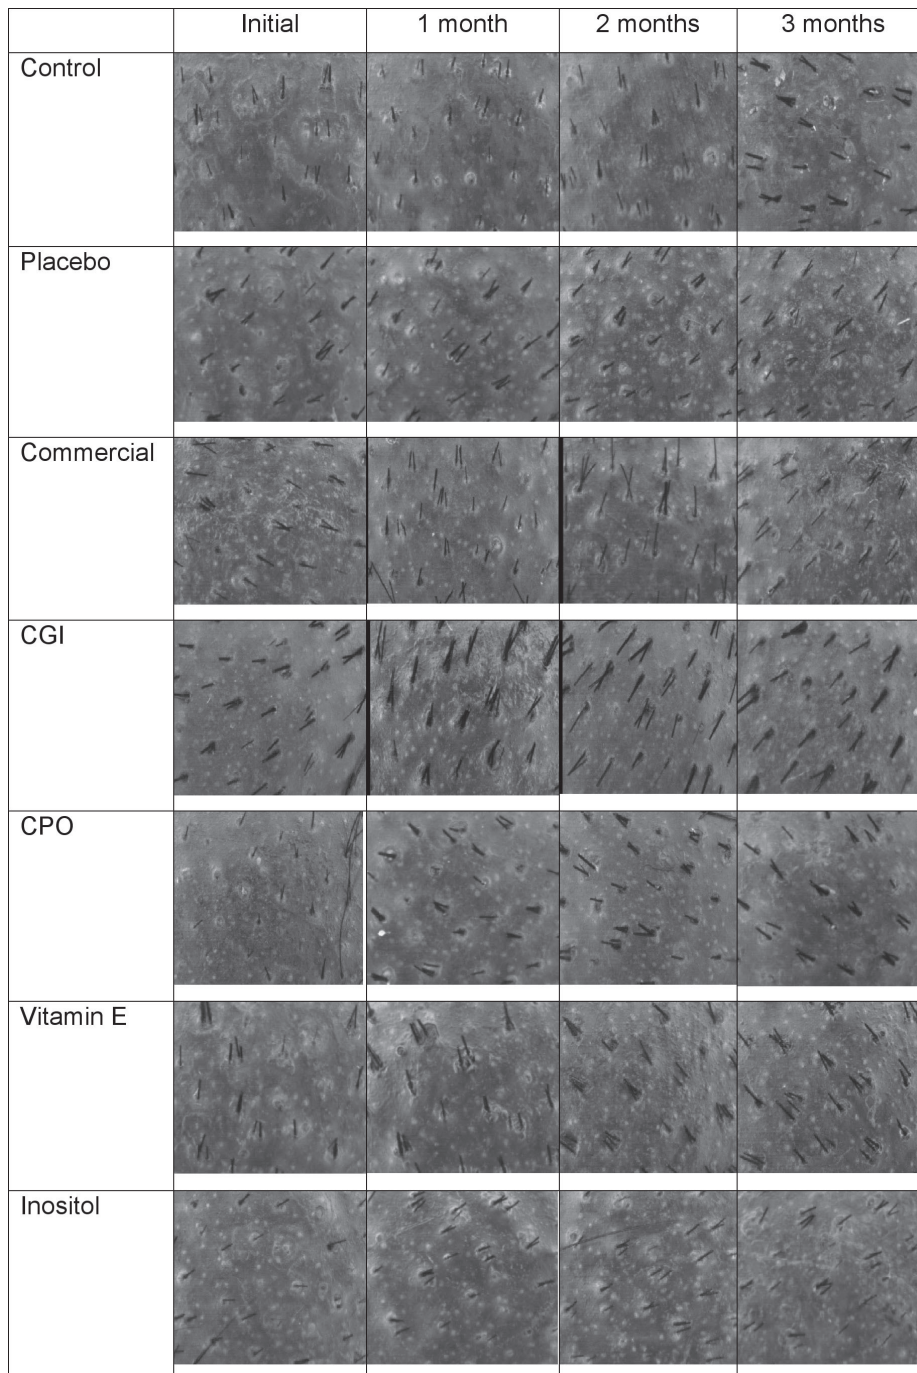 Initial 1 month 2 months 3 months
Control
Placebo
Commercial
CGI
CPO
Vitamin E
Inositol